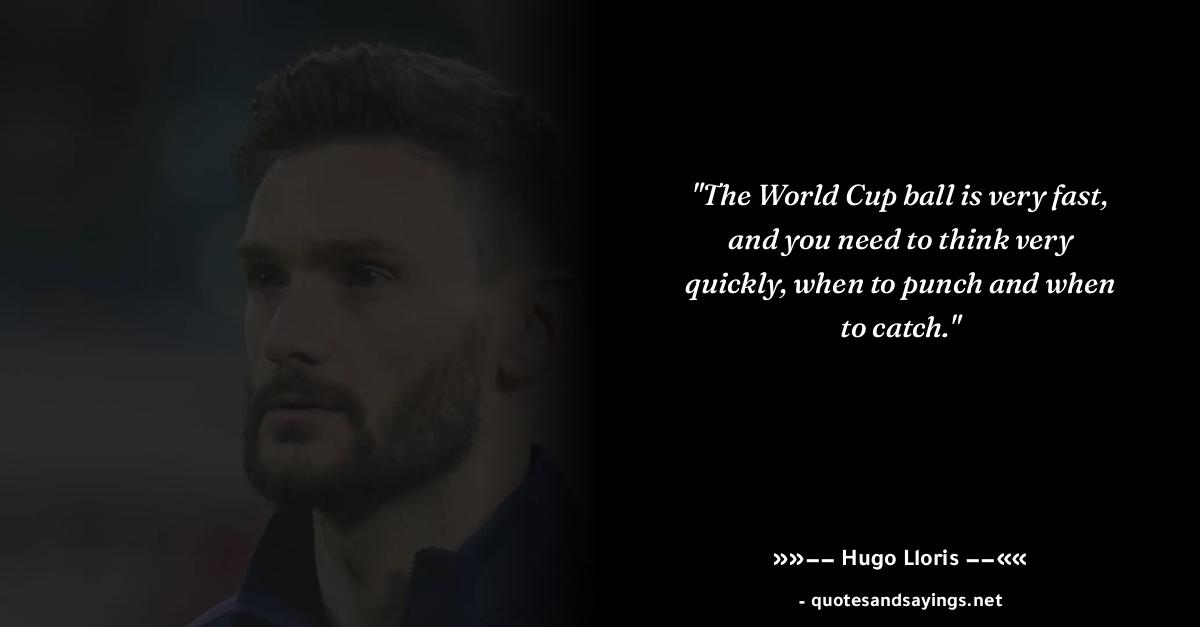 "The World Cup ball is very fast,
and you need to think very
quickly, when to punch and when
to catch."
»»–– Hugo Lloris ––««
- quotesandsayings.net